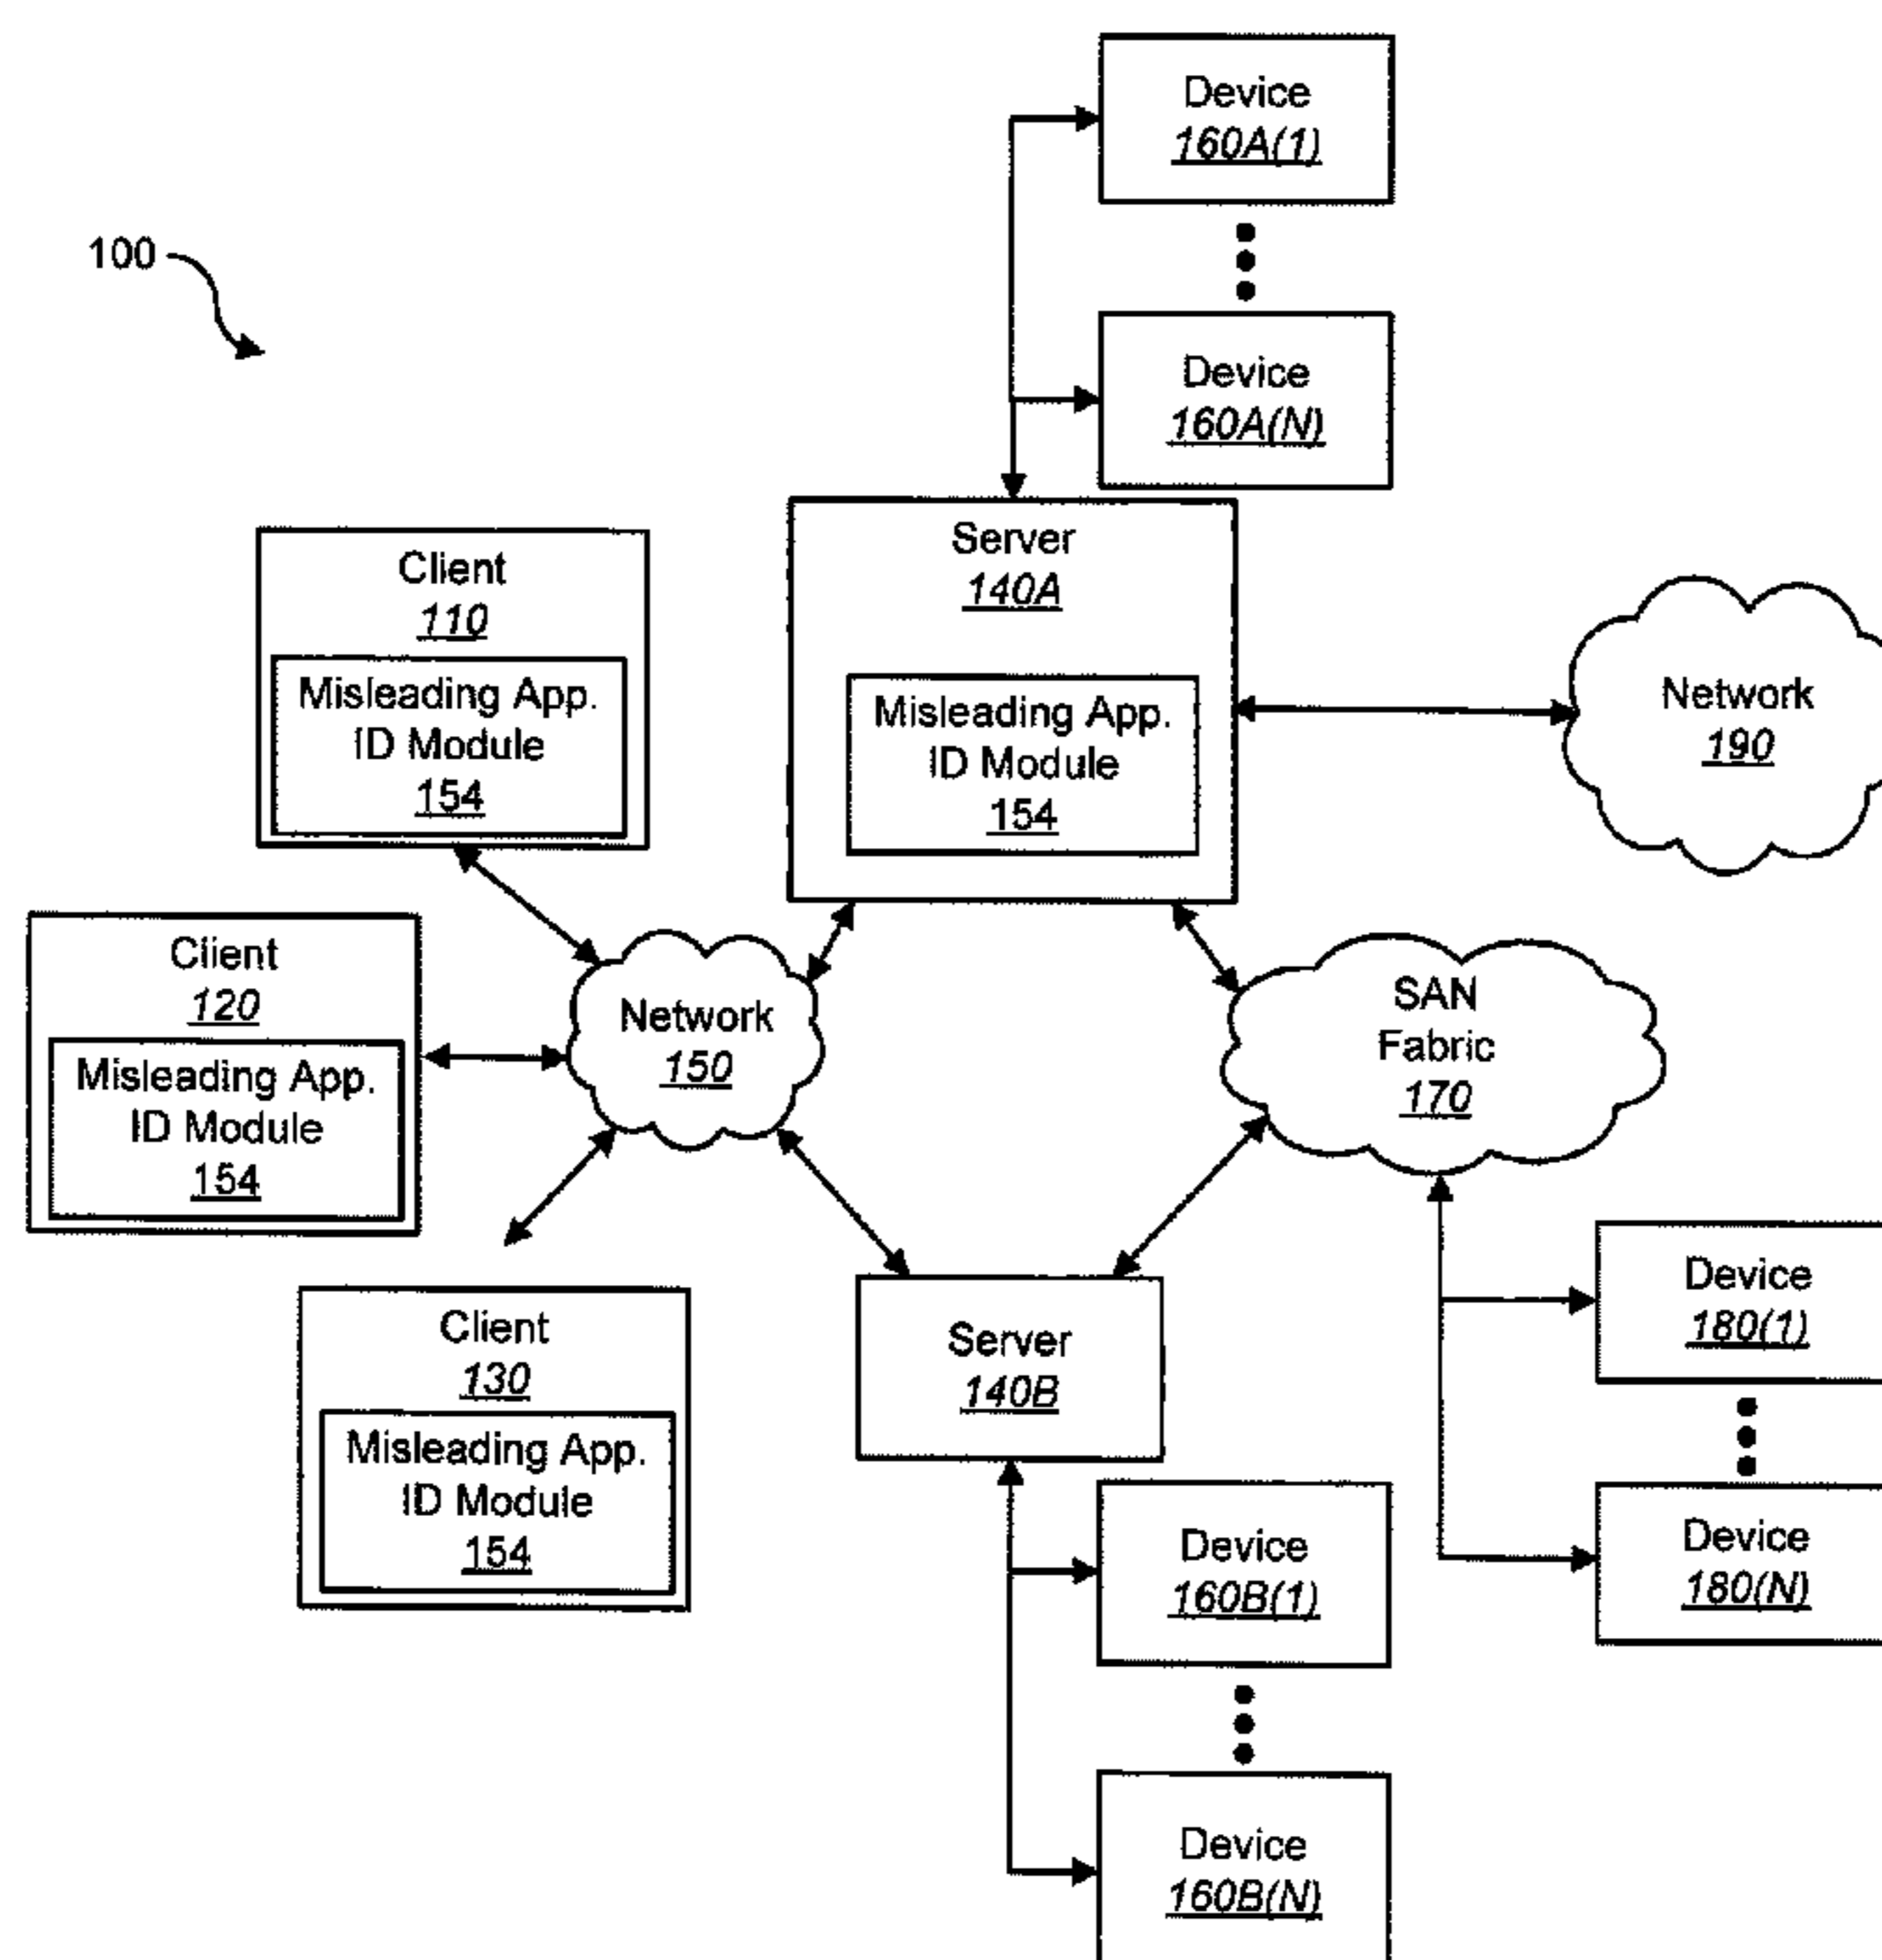 Device
160A(1)
100
Device
160A(N)
Server
140A
Misleading App.
ID Module
154
Client
110
Misleading App.
ID Module
154
Network
190
Client
120
Misleading App.
ID Module
154
Network
150
SAN
Fabric
170
Client
130
Misleading App.
ID Module
154
Server
140B
Device
180(1)
Device
180(N)
Device
160B(1)
Device
160B(N)